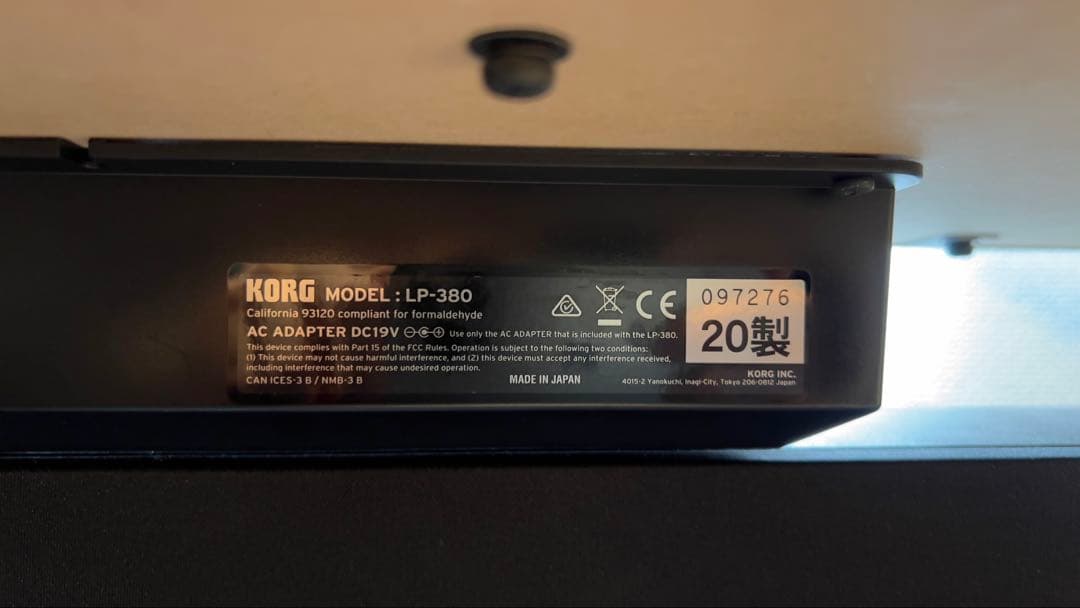 KORG MODEL : LP-380
California 93120 compliant for formaldehyde
AC ADAPTER DC19V Use only the AC ADAPTER that is included with the LP-380.
This device complies with Part 15 of the FCC Rules. Operation is subject to the following two conditions:
(1) This device may not cause harmful interference, and (2) this device must accept any interference received,
including interference that may cause undesired operation.
CAN ICES-3 B / NMB-3 B
MADE IN JAPAN
CE
097276
20製
KORG INC.
4015-2 Yanokuchi, Inagi-City, Tokyo 206-0812 Japan